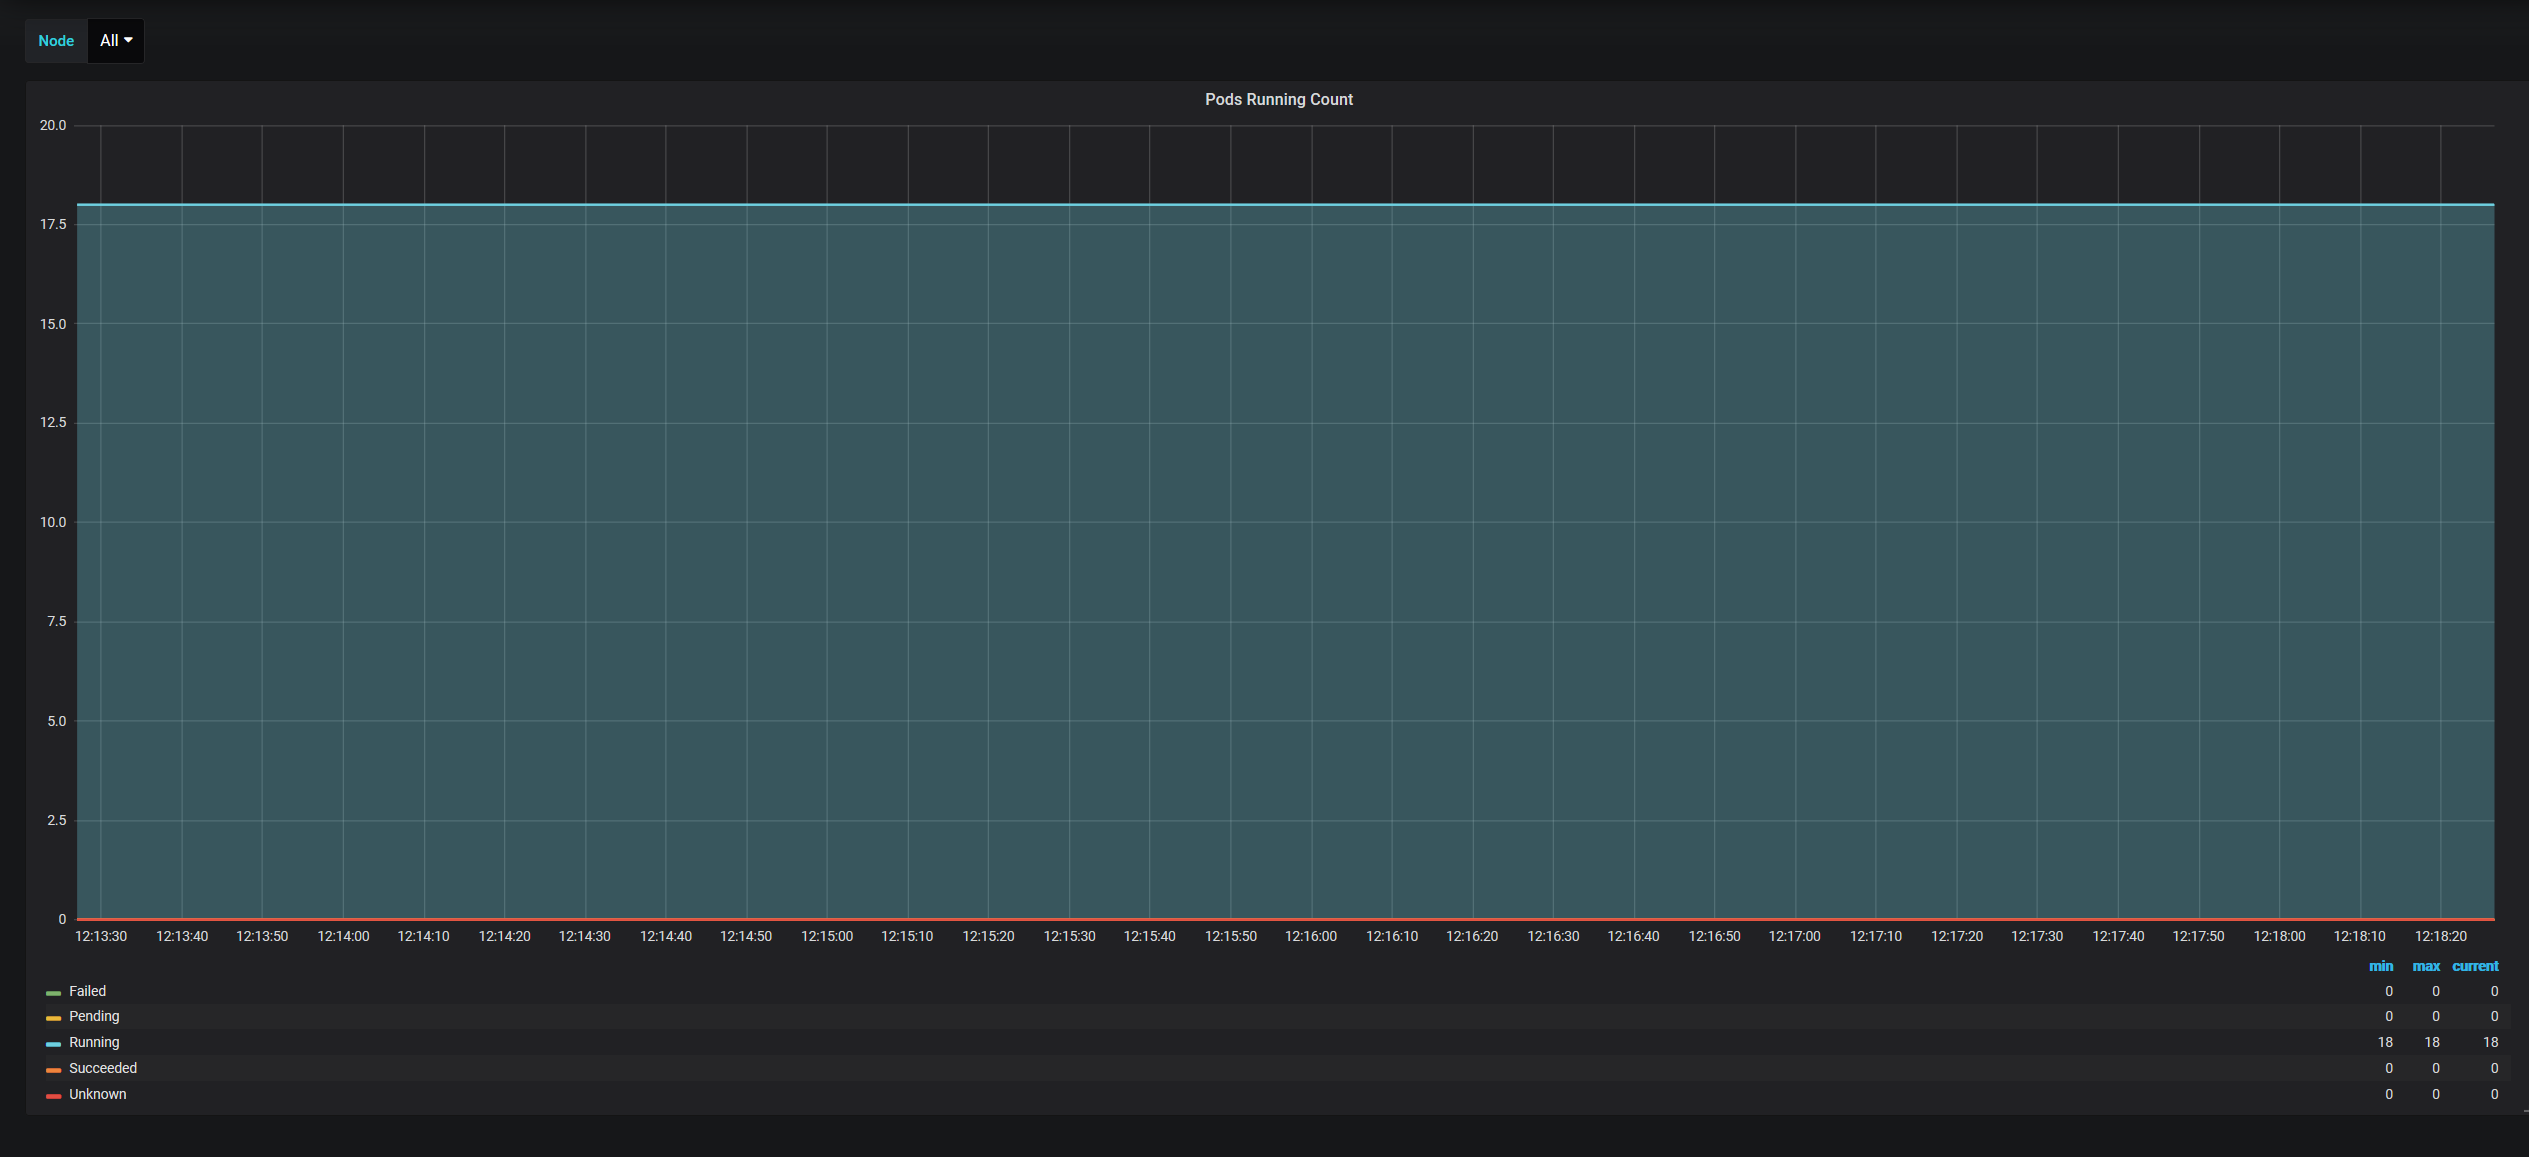 Node All
Pods Running Count
20.0
17.5
15.0
12.5
10.0
7.5
5.0
2.5
0
12:13:30 12:13:40 12:13:50 12:14:00 12:14:10 12:14:20 12:14:30 12:14:40 12:14:50 12:15:00 12:15:10 12:15:20 12:15:30 12:15:40 12:15:50 12:16:00 12:16:10 12:16:20 12:16:30 12:16:40 12:16:50 12:17:00 12:17:10 12:17:20 12:17:30 12:17:40 12:17:50 12:18:00 12:18:10 12:18:20
min max current
Failed 0 0 0
Pending 0 0 0
Running 18 18 18
Succeeded 0 0 0
Unknown 0 0 0